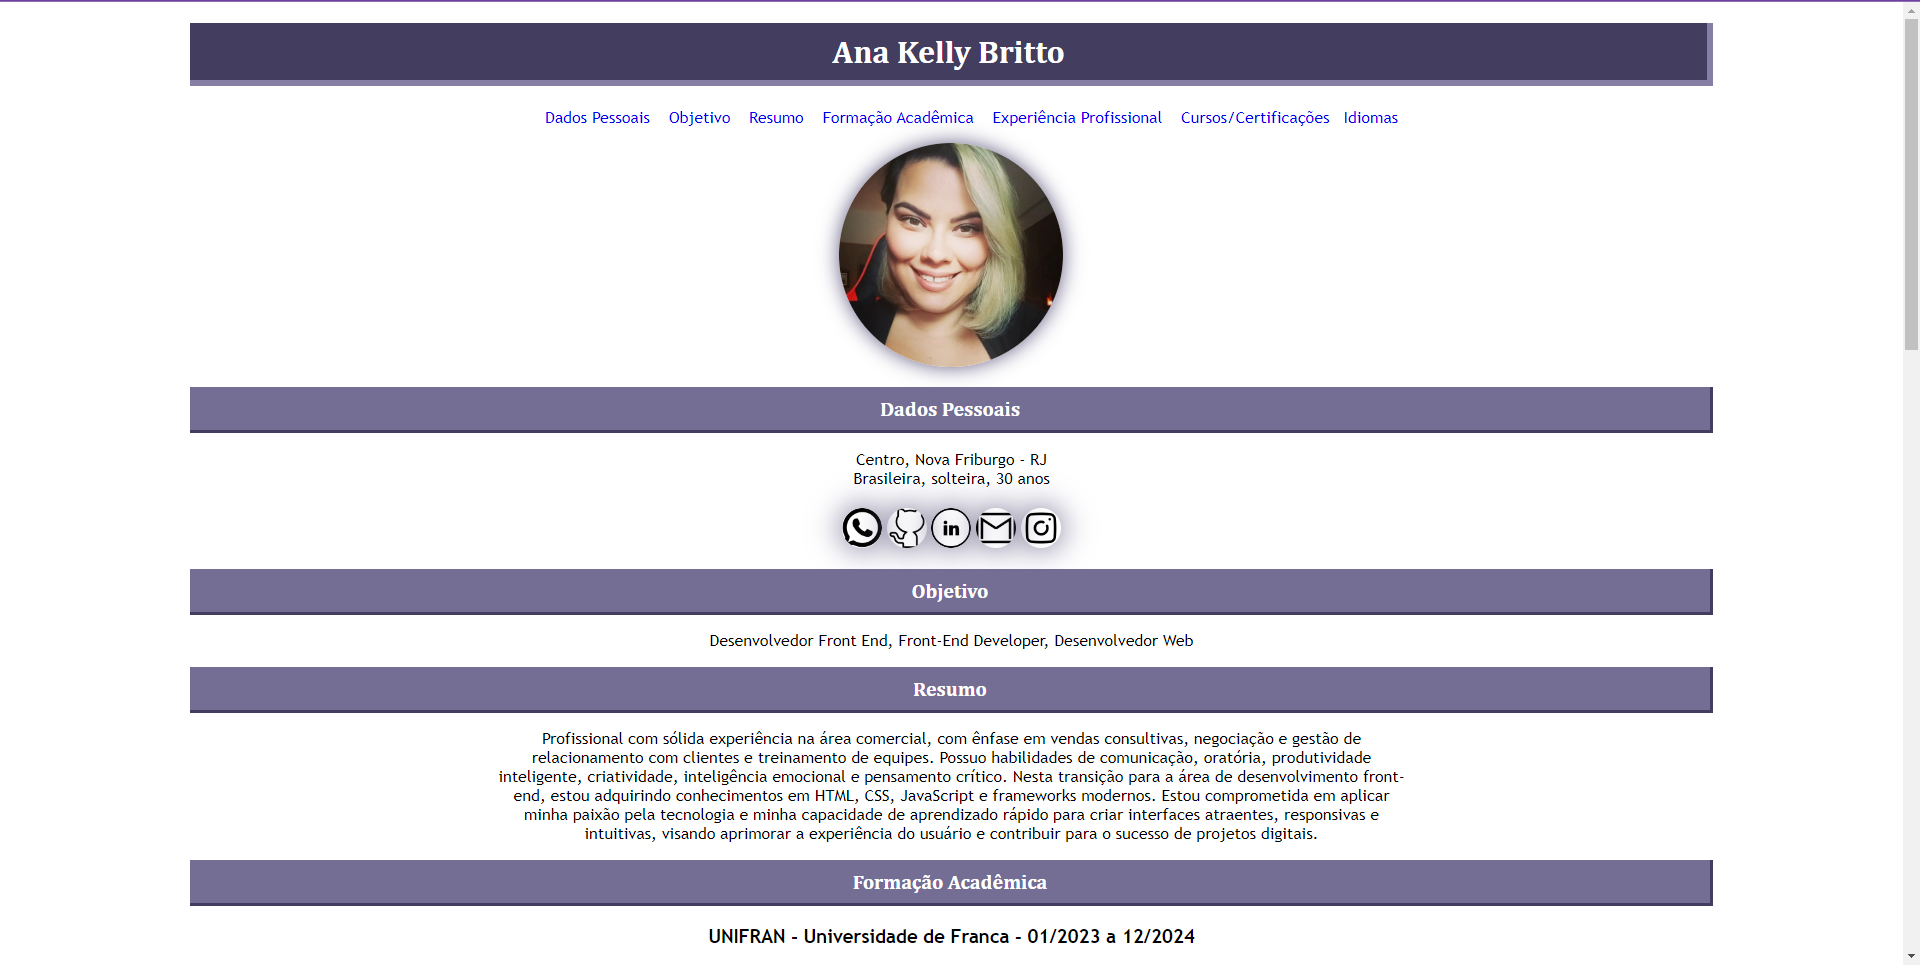 Ana Kelly Britto
Dados Pessoais Objetivo Resumo Formação Acadêmica Experiência Profissional Cursos/Certificações Idiomas
Dados Pessoais
Centro, Nova Friburgo - RJ
Brasileira, solteira, 30 anos
in
Objetivo
Desenvolvedor Front End, Front-End Developer, Desenvolvedor Web
Resumo
Profissional com sólida experiência na área comercial, com ênfase em vendas consultivas, negociação e gestão de
relacionamento com clientes e treinamento de equipes. Possuo habilidades de comunicação, oratória, produtividade
inteligente, criatividade, inteligência emocional e pensamento crítico. Nesta transição para a área de desenvolvimento front-
end, estou adquirindo conhecimentos em HTML, CSS, JavaScript e frameworks modernos. Estou comprometida em aplicar
minha paixão pela tecnologia e minha capacidade de aprendizado rápido para criar interfaces atraentes, responsivas e
intuitivas, visando aprimorar a experiência do usuário e contribuir para o sucesso de projetos digitais.
Formação Acadêmica
UNIFRAN - Universidade de Franca - 01/2023 a 12/2024